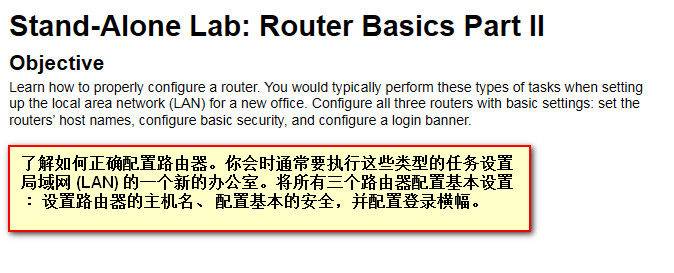 Stand-Alone Lab: Router Basics Part II
Objective
Learn how to properly configure a router. You would typically perform these types of tasks when setting
up the local area network (LAN) for a new office. Configure all three routers with basic settings: set the
routers’ host names, configure basic security, and configure a login banner.
了解如何正确配置路由器。你会时通常要执行这些类型的任务设置
局域网 (LAN) 的一个新的办公室。将所有三个路由器配置基本设置
：设置路由器的主机名、 配置基本的安全，并配置登录横幅。